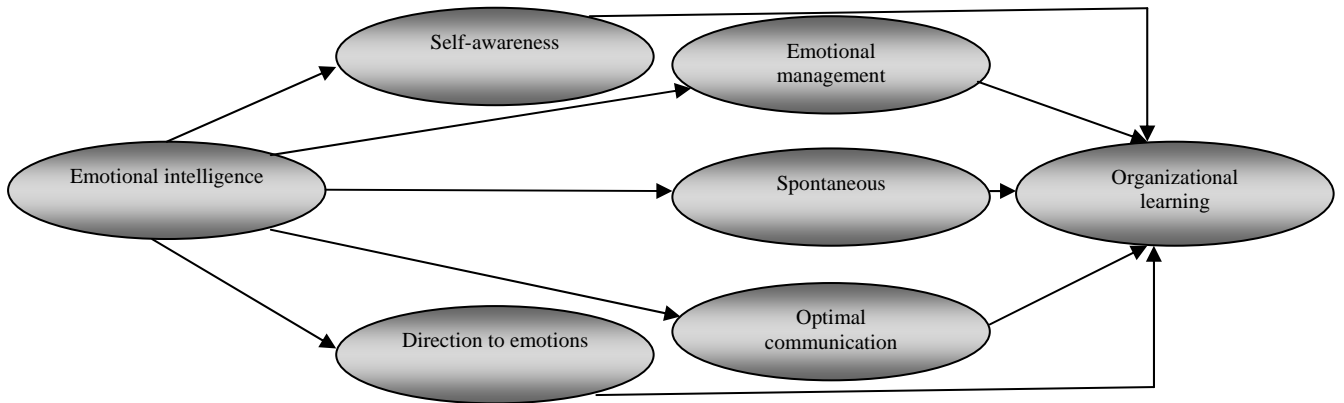 Self-awareness
Emotional
management
Emotional intelligence
Spontaneous
Organizational
learning
Direction to emotions
Optimal
communication